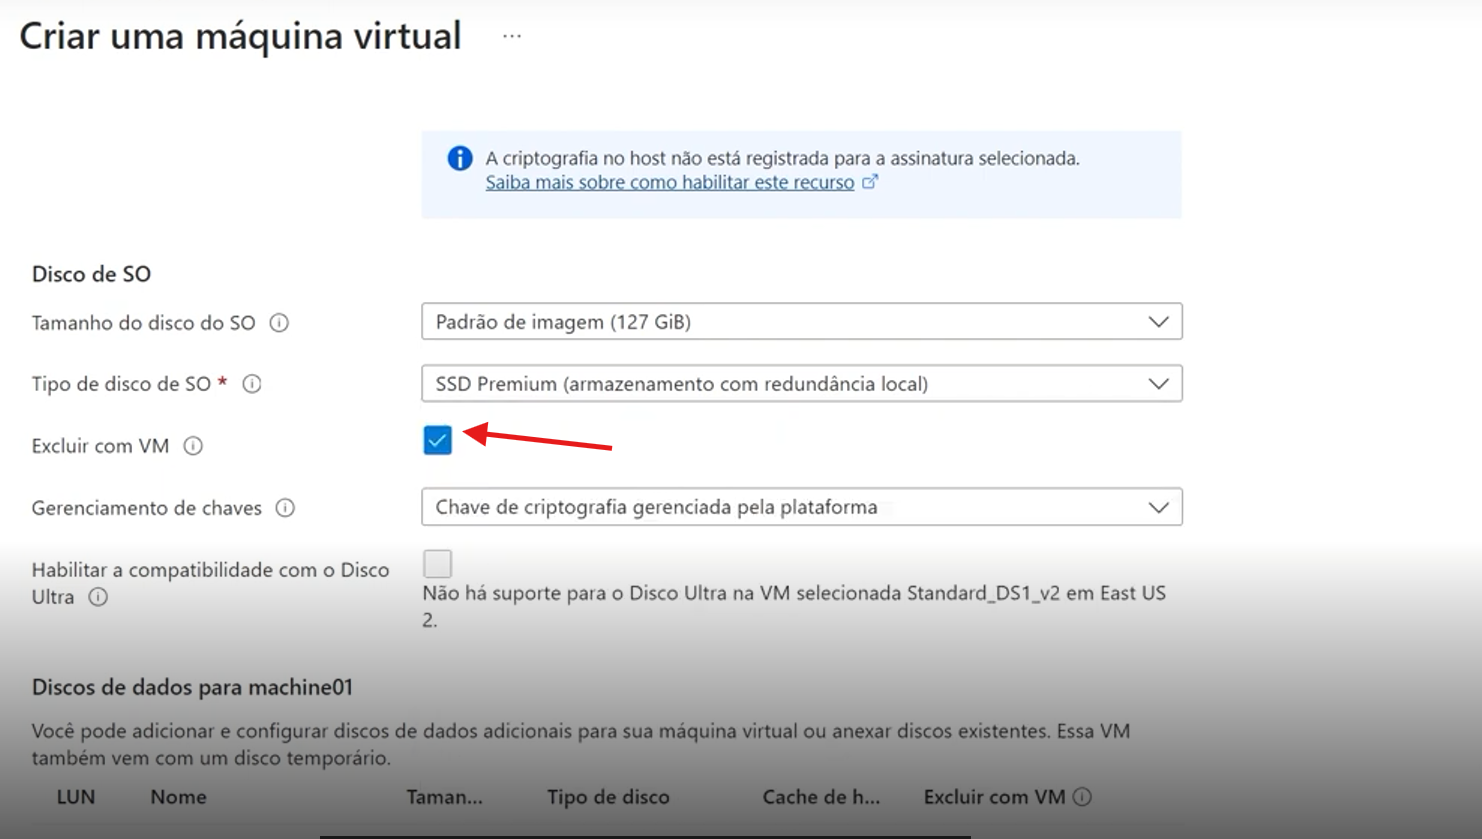 Criar uma máquina virtual ...
A criptografia no host não está registrada para a assinatura selecionada.
Saiba mais sobre como habilitar este recurso
Disco de SO
Tamanho do disco do SO
Padrão de imagem (127 GiB)
Tipo de disco de SO *
SSD Premium (armazenamento com redundância local)
Excluir com VM
Gerenciamento de chaves
Chave de criptografia gerenciada pela plataforma
Habilitar a compatibilidade com o Disco
Ultra
Não há suporte para o Disco Ultra na VM selecionada Standard_DS1_v2 em East US
2.
Discos de dados para machine01
Você pode adicionar e configurar discos de dados adicionais para sua máquina virtual ou anexar discos existentes. Essa VM
também vem com um disco temporário.
LUN Nome Taman... Tipo de disco Cache de h... Excluir com VM